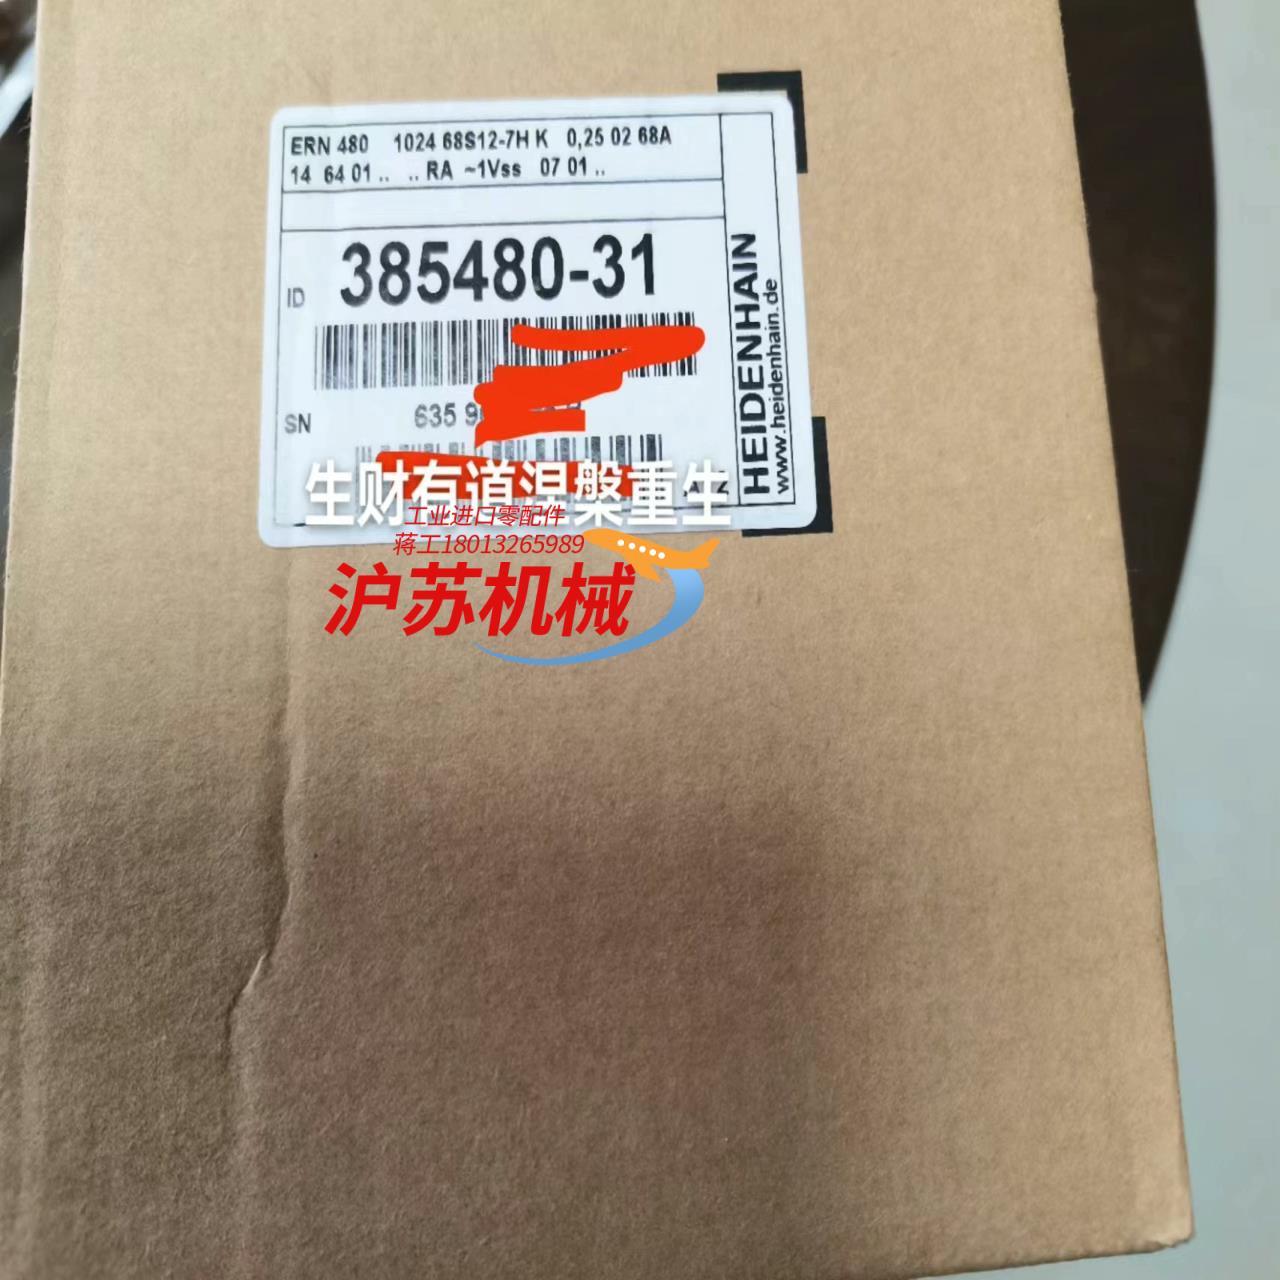 ERN 480 1024 68S12-7H K 0,25 02 68A
14 64 01 .. .. RA ~1Vss 07 01 ..
ID 385480-31
SN 635 9
HEIDENHAIN
www.heidenhain.de
生财有道涅槃重生
工业进口零配件
蒋工18013265989
沪苏机械